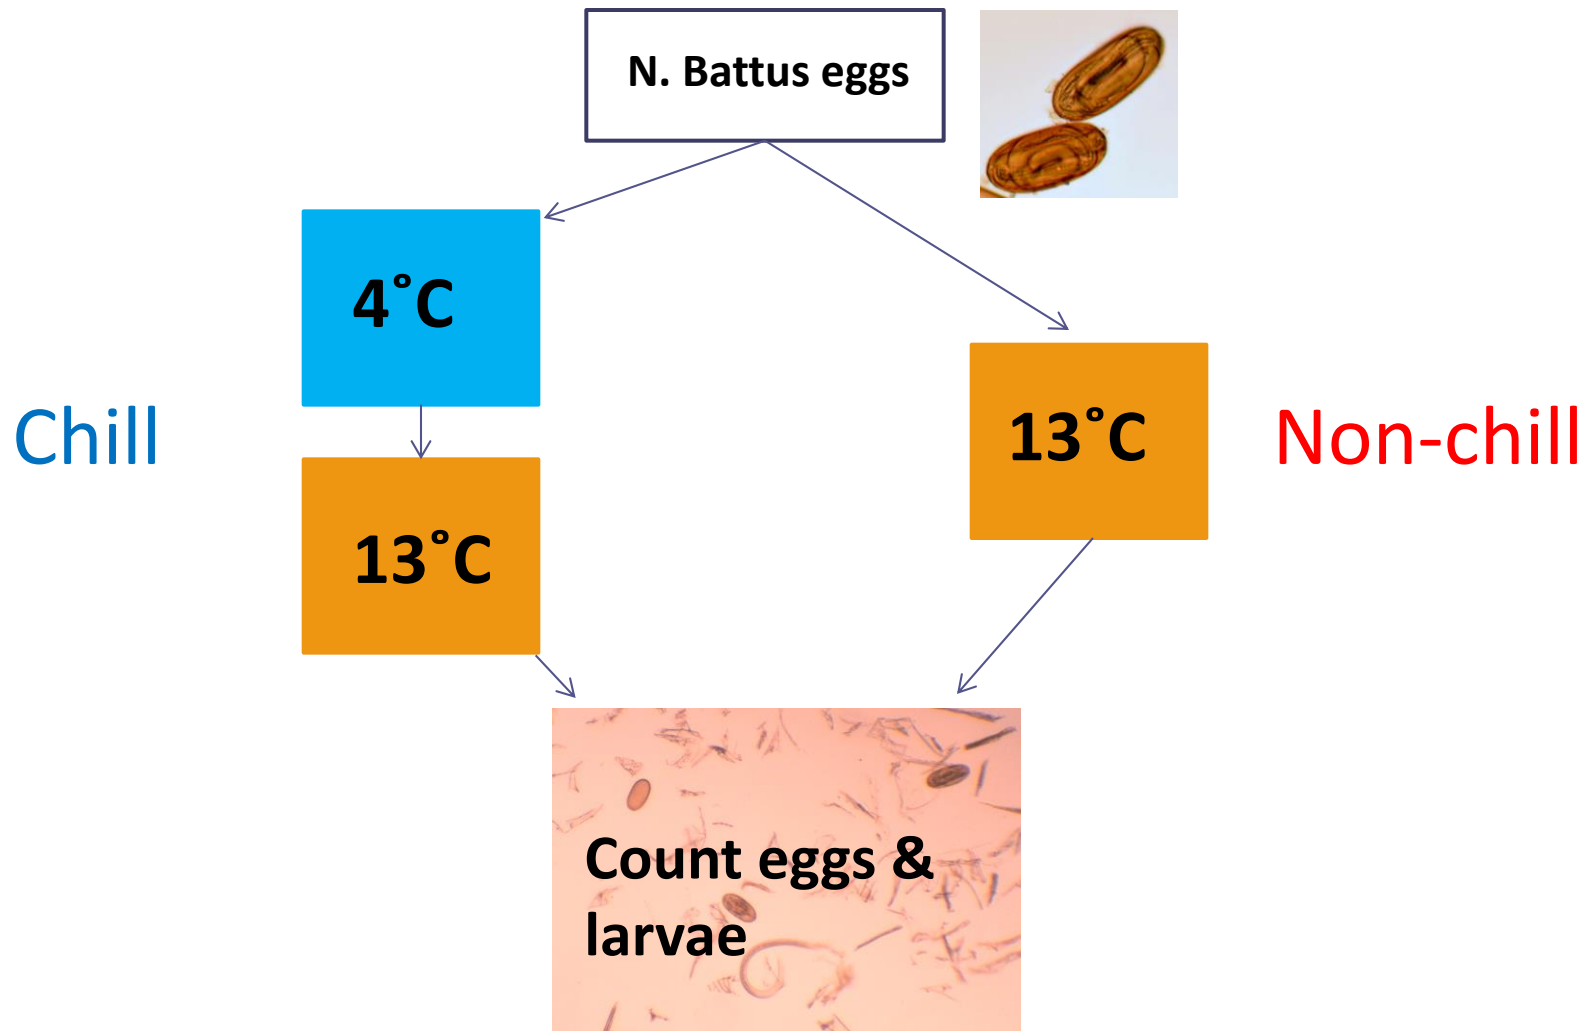 N. Battus eggs
4˚C
Chill
13˚C
Non-chill
13˚C
Count eggs &
larvae